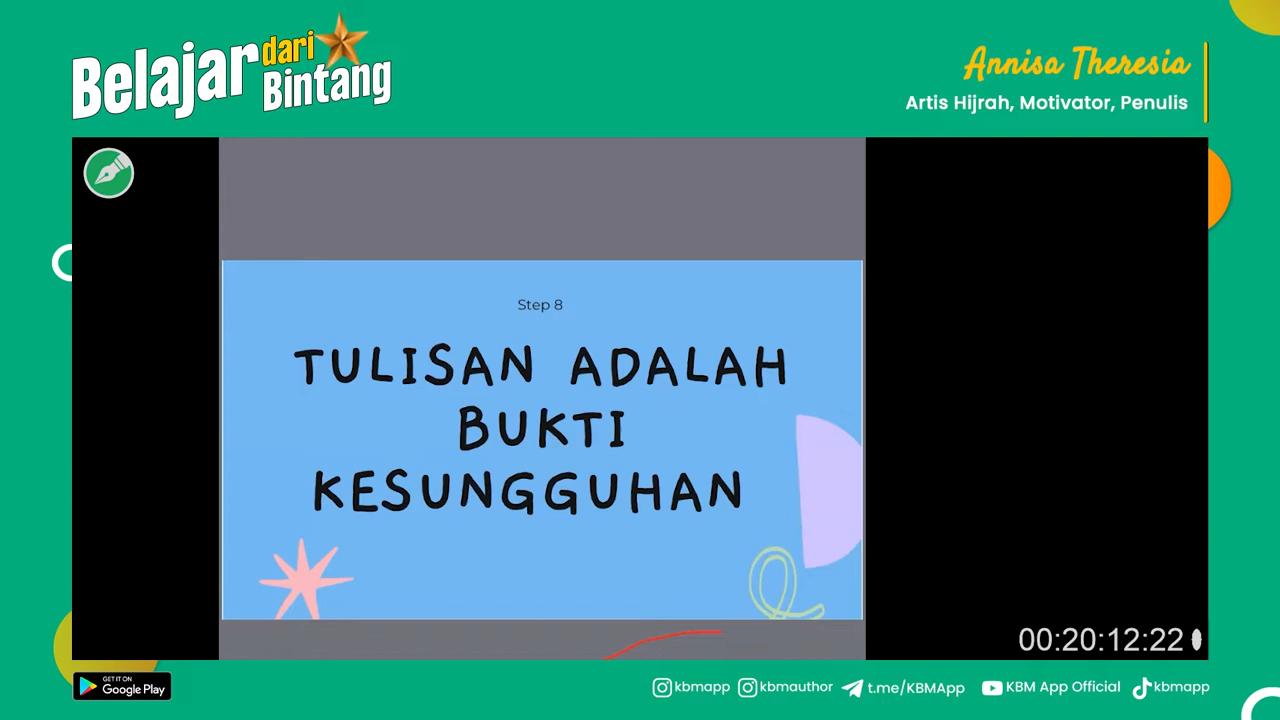 Belajar dari Bintang
Annisa Theresia
Artis Hijrah, Motivator, Penulis
Step 8
TULISAN ADALAH
BUKTI
KESUNGGUHAN
00:20:12:22
GET IT ON
Google Play
kbmapp kbmauthor t.me/KBMApp KBM App Official kbmapp